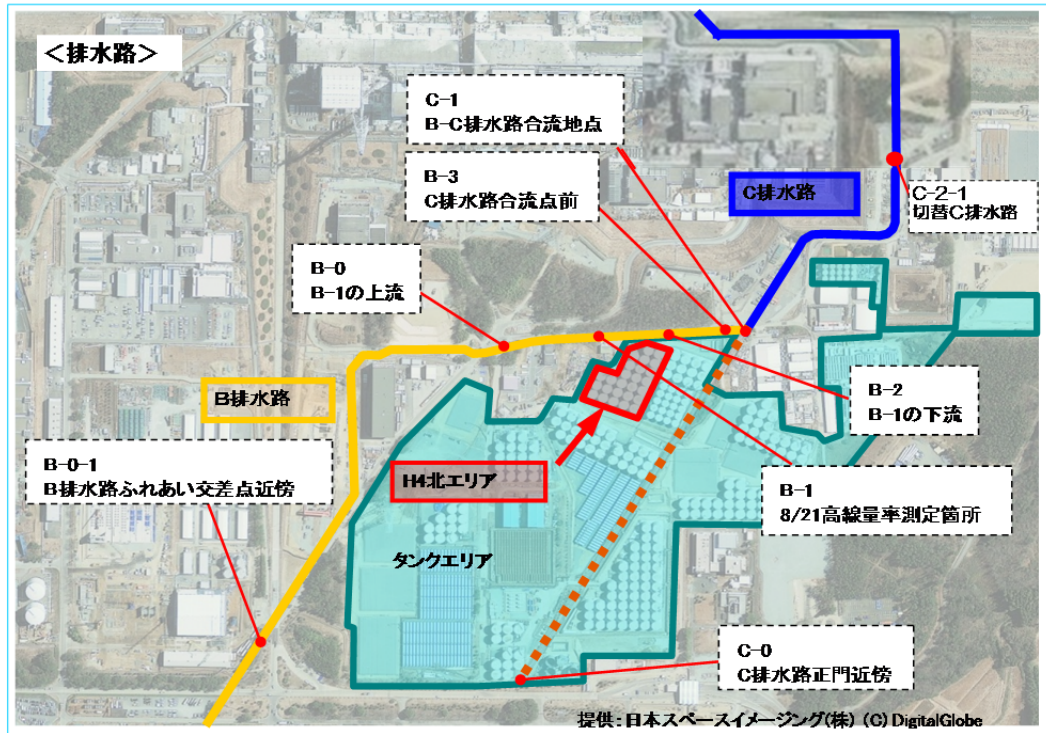 <排水路>
C-1
B-C排水路合流地点
B-3
C排水路合流点前
C排水路
C-2-1
切替C排水路
B-0
B-1の上流
B排水路
B-2
B-1の下流
B-0-1
B排水路ふれあい交差点近傍
H4北エリア
B-1
8/21高線量率測定箇所
タンクエリア
C-0
C排水路正門近傍
提供:日本スペースイメージング(株) (C) DigitalGlobe